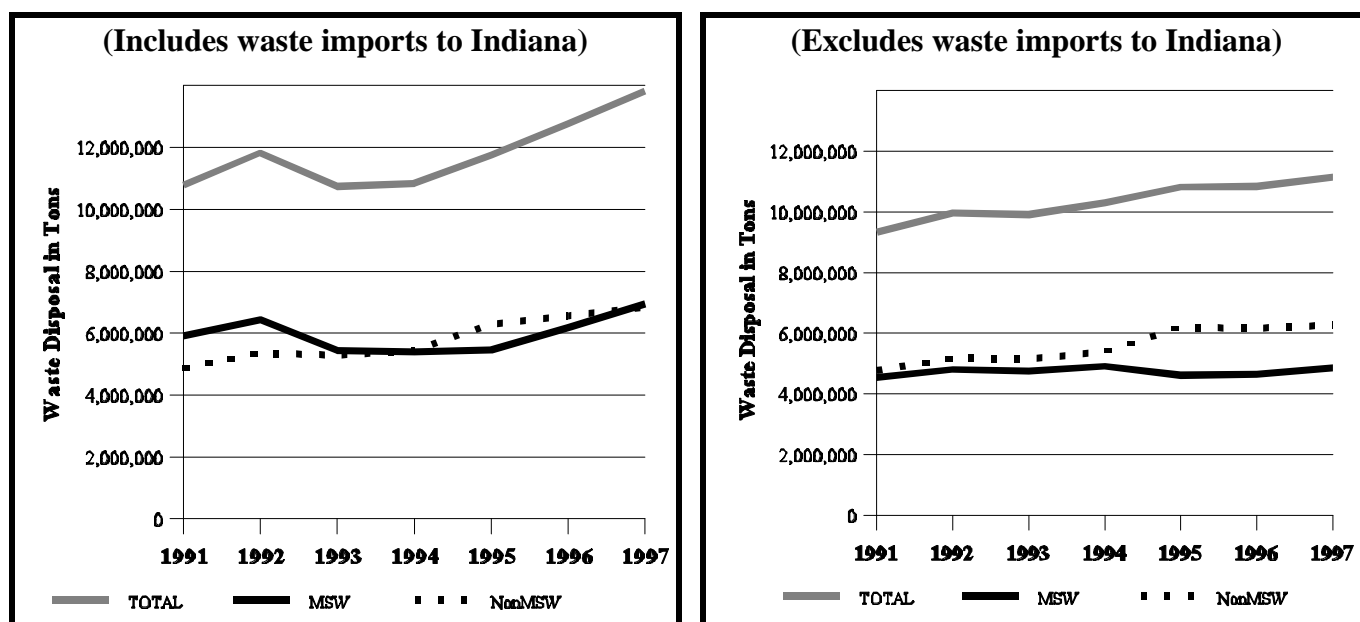 (Includes waste imports to Indiana)
Waste Disposal in Tons
12,000,000
10,000,000
8,000,000
6,000,000
4,000,000
2,000,000
0
1991 1992 1993 1994 1995 1996 1997
TOTAL MSW NonMSW
(Excludes waste imports to Indiana)
Waste Disposal in Tons
12,000,000
10,000,000
8,000,000
6,000,000
4,000,000
2,000,000
0
1991 1992 1993 1994 1995 1996 1997
TOTAL MSW NonMSW